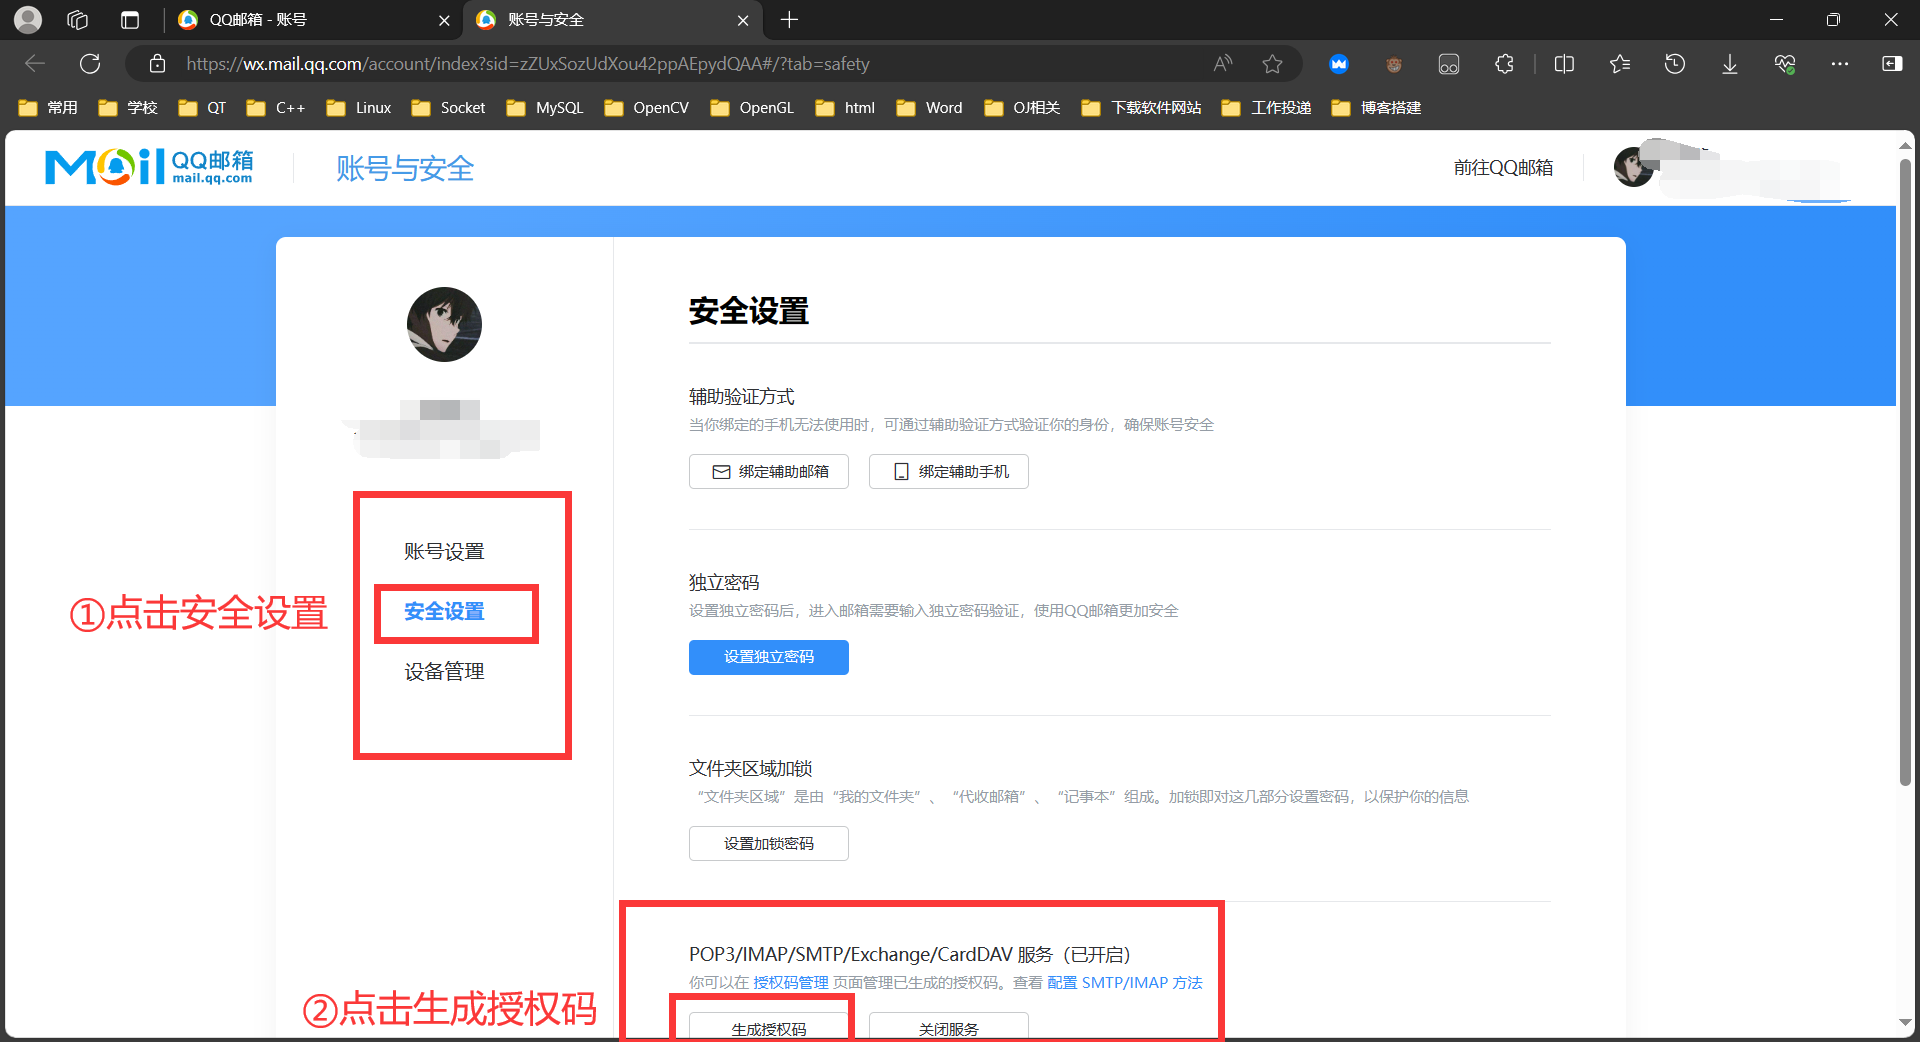 QQ邮箱 - 账号
账号与安全
https://wx.mail.qq.com/account/index?sid=zZUxSozUdXou42ppAEpydQAA#/?tab=safety
常用 学校 QT C++ Linux Socket MySQL OpenCV OpenGL html Word OJ相关 下载软件网站 工作投递 博客搭建
Mail QQ邮箱
mail.qq.com
账号与安全
前往QQ邮箱
账号设置
安全设置
设备管理
①点击安全设置
安全设置
辅助验证方式
当你绑定的手机无法使用时，可通过辅助验证方式验证你的身份，确保账号安全
绑定辅助邮箱 绑定辅助手机
独立密码
设置独立密码后，进入邮箱需要输入独立密码验证，使用QQ邮箱更加安全
设置独立密码
文件夹区域加锁
“文件夹区域”是由“我的文件夹”、“代收邮箱”、“记事本”组成。加锁即对这几部分设置密码，以保护你的信息
设置加锁密码
POP3/IMAP/SMTP/Exchange/CardDAV 服务（已开启）
你可以在 授权码管理 页面管理已生成的授权码。查看 配置 SMTP/IMAP 方法
②点击生成授权码
生成授权码 关闭服务